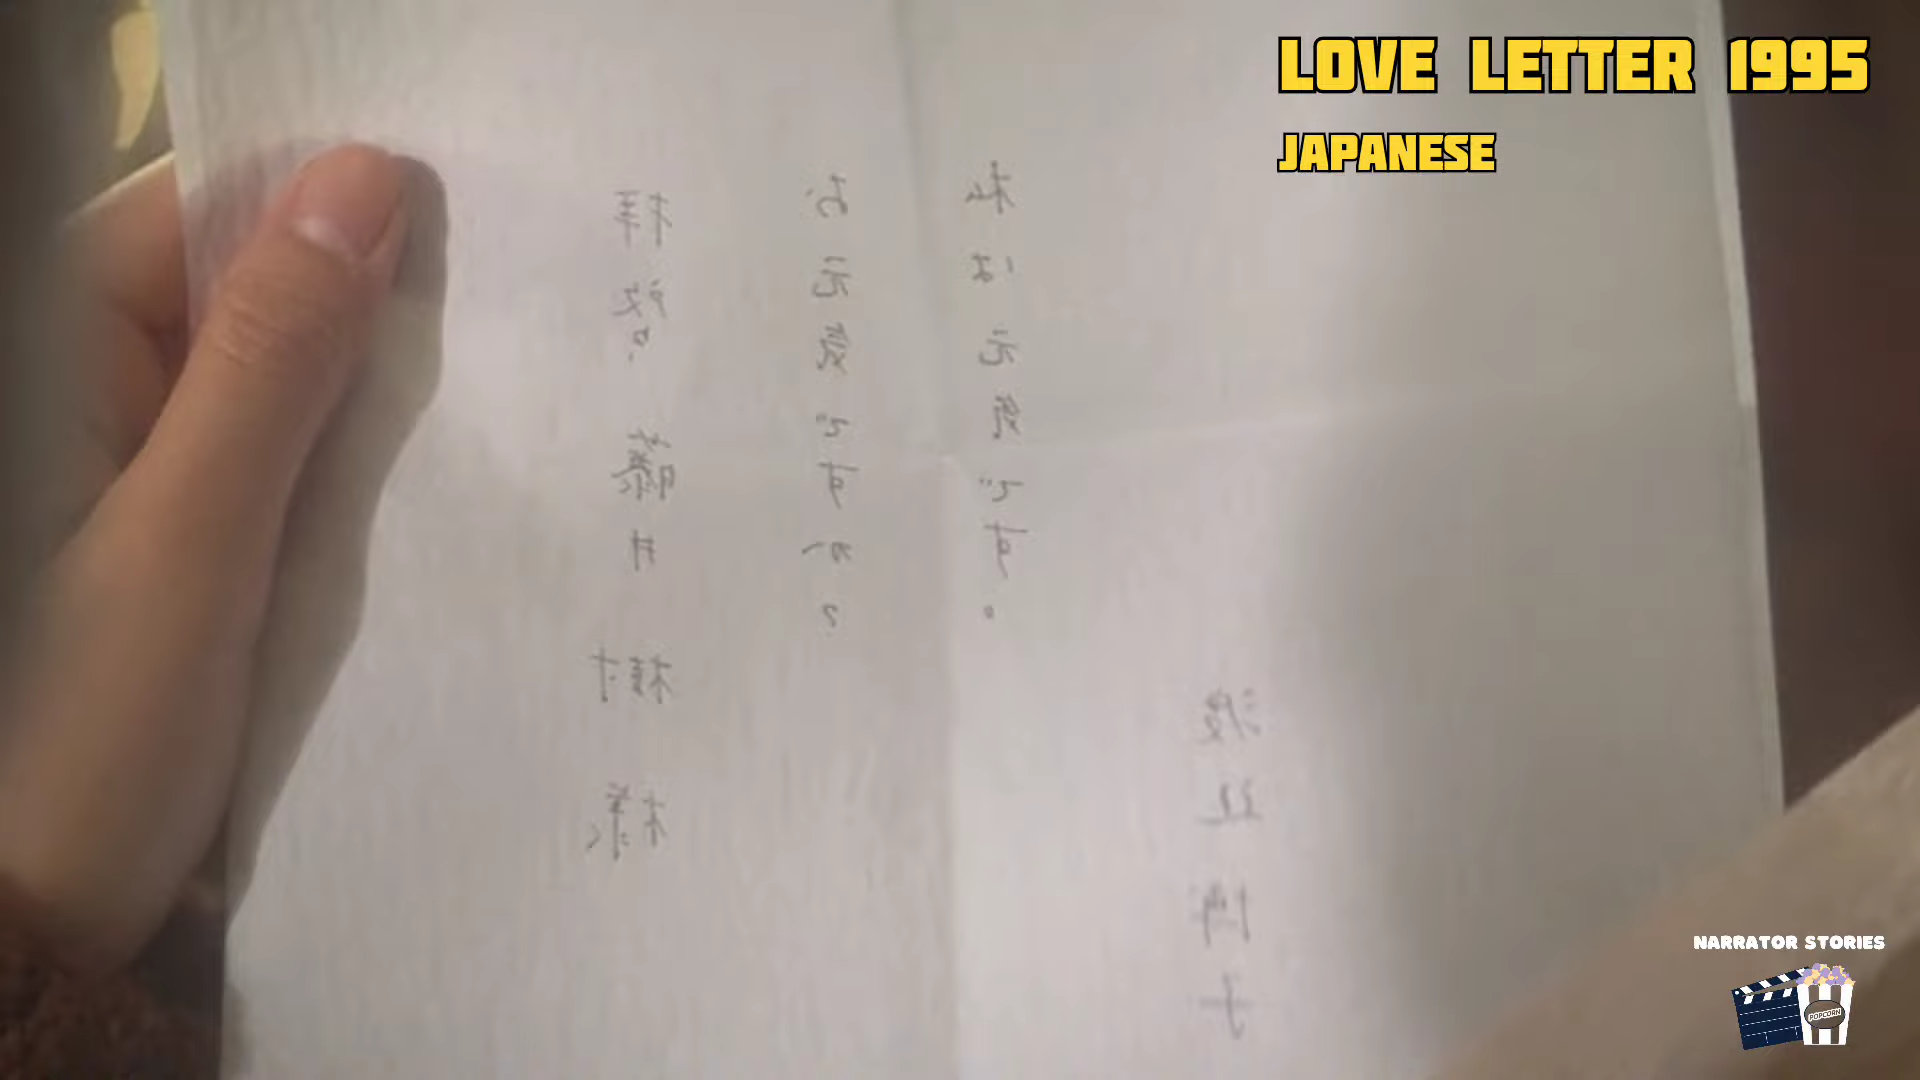 LOVE LETTER 1995
JAPANESE
拝啓、藤井 樹 様
お元気ですか?
私は元気です。
渡辺博子
NARRATOR STORIES
POPCORN